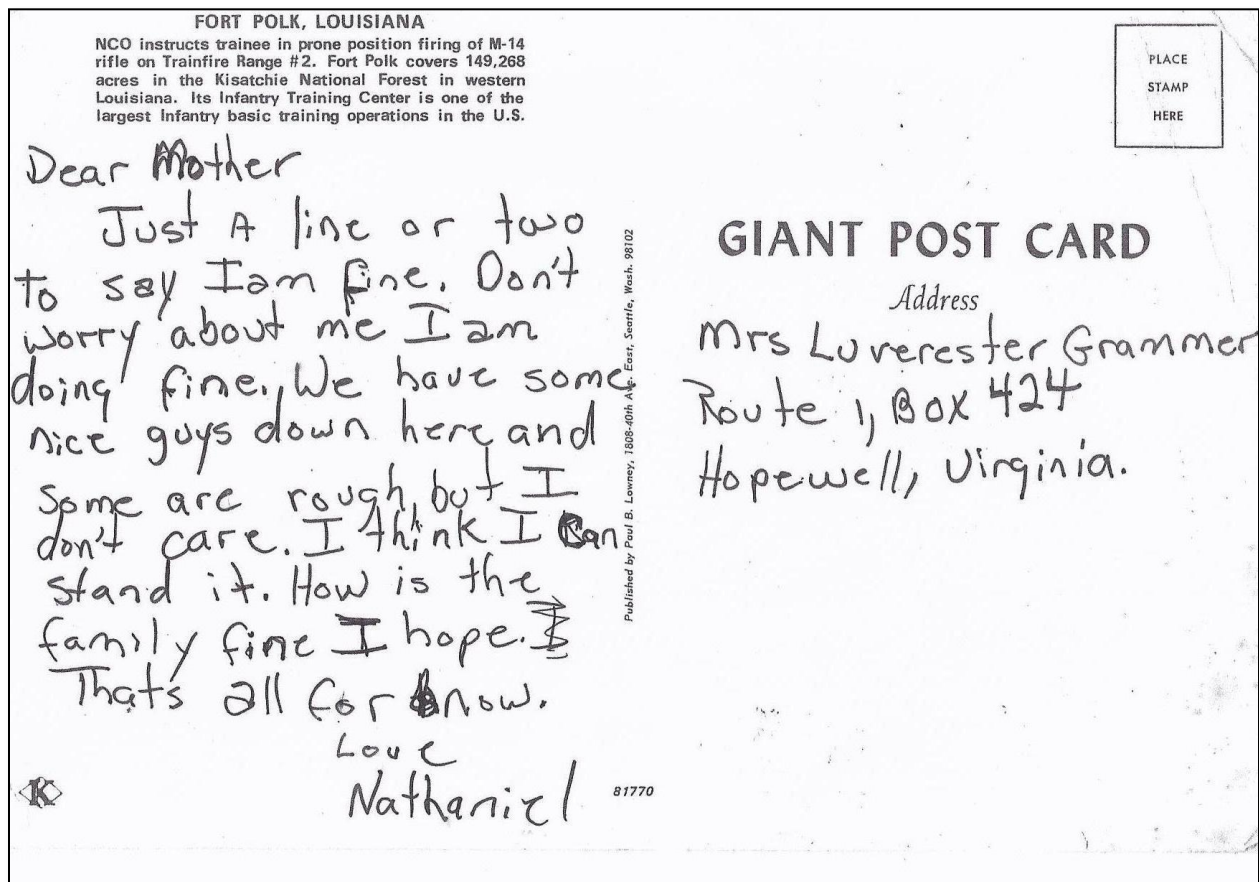 FORT POLK, LOUISIANA
NCO instructs trainee in prone position firing of M-14
rifle on Trainfire Range #2. Fort Polk covers 149,268
acres in the Kisatchie National Forest in western
Louisiana. Its Infantry Training Center is one of the
largest Infantry basic training operations in the U.S.
Dear Mother
Just A line or two
to say I am fine. Don't
worry about me I am
doing fine. We have some
nice guys down here and
some are rough, but I
don't care. I think I Can
stand it. How is the
family fine I hope.
Thats all for now.
Love
Nathaniel
K
81770
Published by Paul B. Lowney, 1808-40th Ave. East, Seattle, Wash. 98102
PLACE
STAMP
HERE
GIANT POST CARD
Address
Mrs Luverester Grammer
Route 1, Box 424
Hopewell, Virginia.